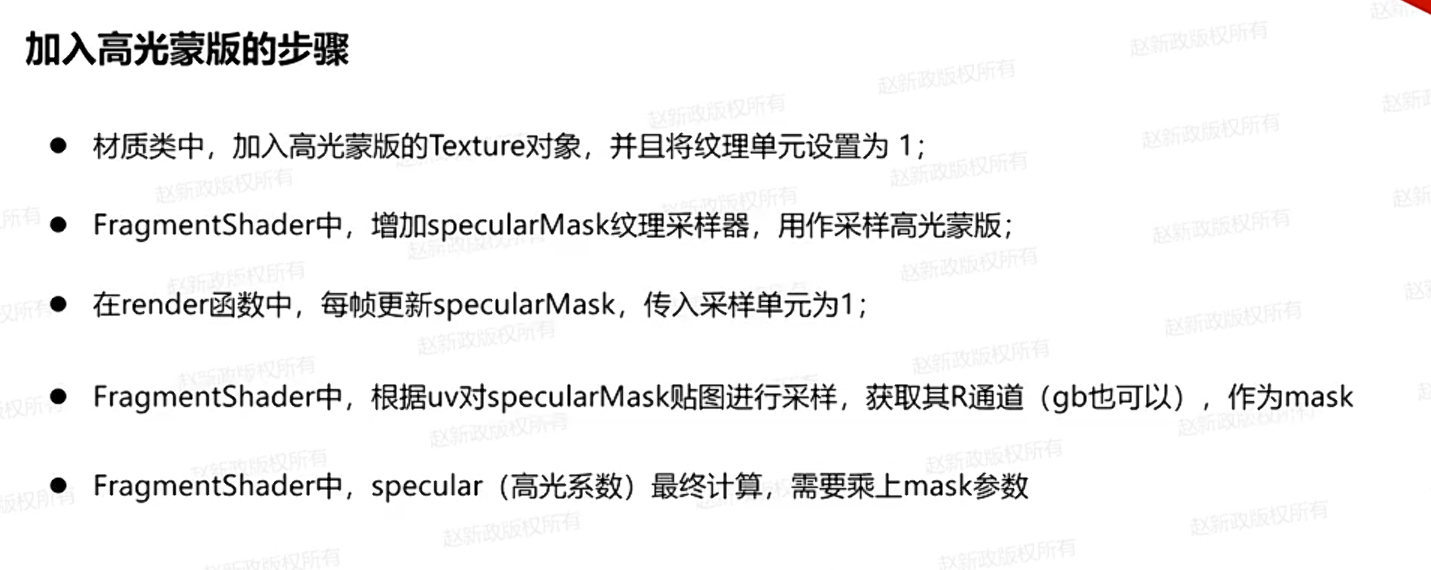 加入高光蒙版的步骤
● 材质类中，加入高光蒙版的Texture对象，并且将纹理单元设置为 1；
● FragmentShader中，增加specularMask纹理采样器，用作采样高光蒙版；
● 在render函数中，每帧更新specularMask，传入采样单元为1；
● FragmentShader中，根据uv对specularMask贴图进行采样，获取其R通道（gb也可以），作为mask
● FragmentShader中，specular（高光系数）最终计算，需要乘上mask参数
赵新政版权所有